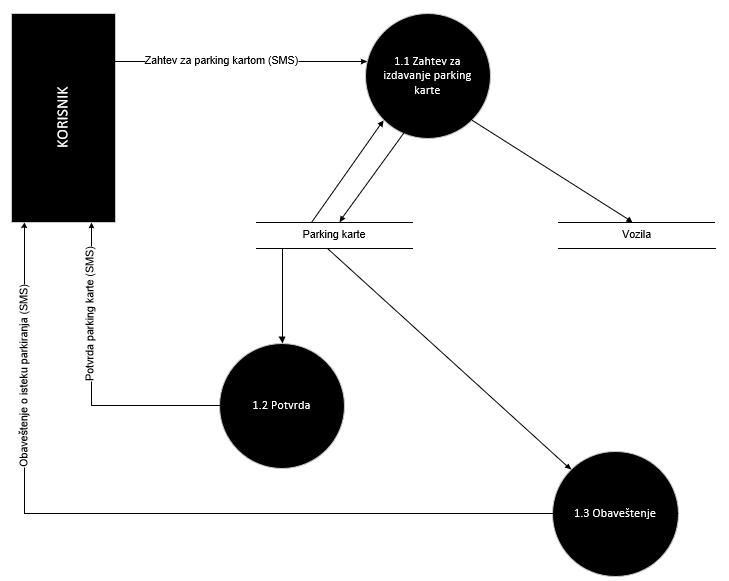 KORISNIK
Zahtev za parking kartom (SMS)
1.1 Zahtev za
izdavanje parking
karte
Parking karte
Vozila
Obaveštenje o isteku parkiranja (SMS)
Potvrda parking karte (SMS)
1.2 Potvrda
1.3 Obaveštenje